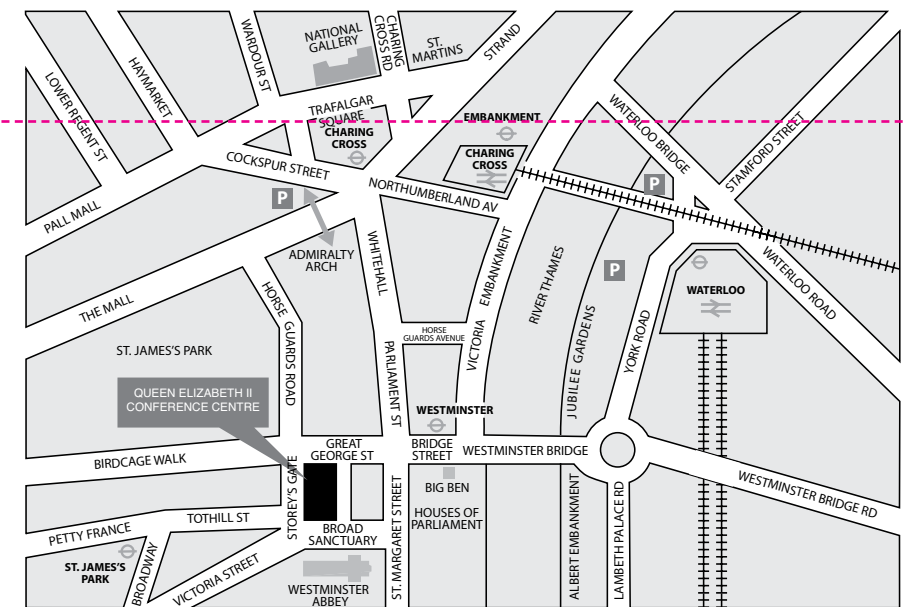 NATIONAL
GALLERY
CHARING
CROSS RD
ST.
MARTINS
STRAND
WARDOUR ST
HAYMARKET
LOWER REGENT ST
TRAFALGAR
SQUARE
CHARING
CROSS
EMBANKMENT
CHARING
CROSS
WATERLOO BRIDGE
STAMFORD STREET
COCKSPUR STREET
P
NORTHUMBERLAND AV
P
PALL MALL
ADMIRALTY
ARCH
WHITEHALL
VICTORIA EMBANKMENT
RIVER THAMES
P
WATERLOO
WATERLOO ROAD
THE MALL
HORSE GUARDS ROAD
HORSE
GUARDS AVENUE
JUBILEE GARDENS
YORK ROAD
ST. JAMES'S PARK
PARLIAMENT ST
QUEEN ELIZABETH II
CONFERENCE CENTRE
WESTMINSTER
GREAT
GEORGE ST
BRIDGE
STREET
WESTMINSTER BRIDGE
BIRDCAGE WALK
STOREY'S GATE
BIG BEN
WESTMINSTER BRIDGE RD
HOUSES OF
PARLIAMENT
ST. MARGARET STREET
ALBERT EMBANKMENT
LAMBETH PALACE RD
TOTHILL ST
PETTY FRANCE
BROAD
SANCTUARY
ST. JAMES'S
PARK
BROADWAY
VICTORIA STREET
WESTMINSTER
ABBEY